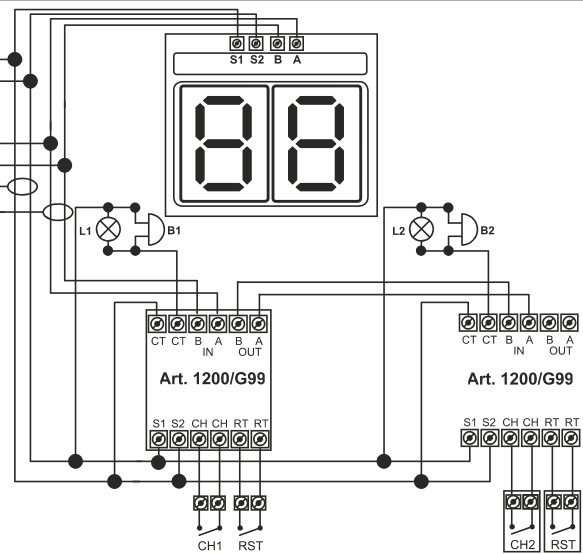 S1 S2 B A
88
L1 B1 L2 B2
CT CT B A B A
IN OUT
CT CT B A B A
IN OUT
Art. 1200/G99 Art. 1200/G99
S1 S2 CH CH RT RT
S1 S2 CH CH RT RT
CH1 RST CH2 RST